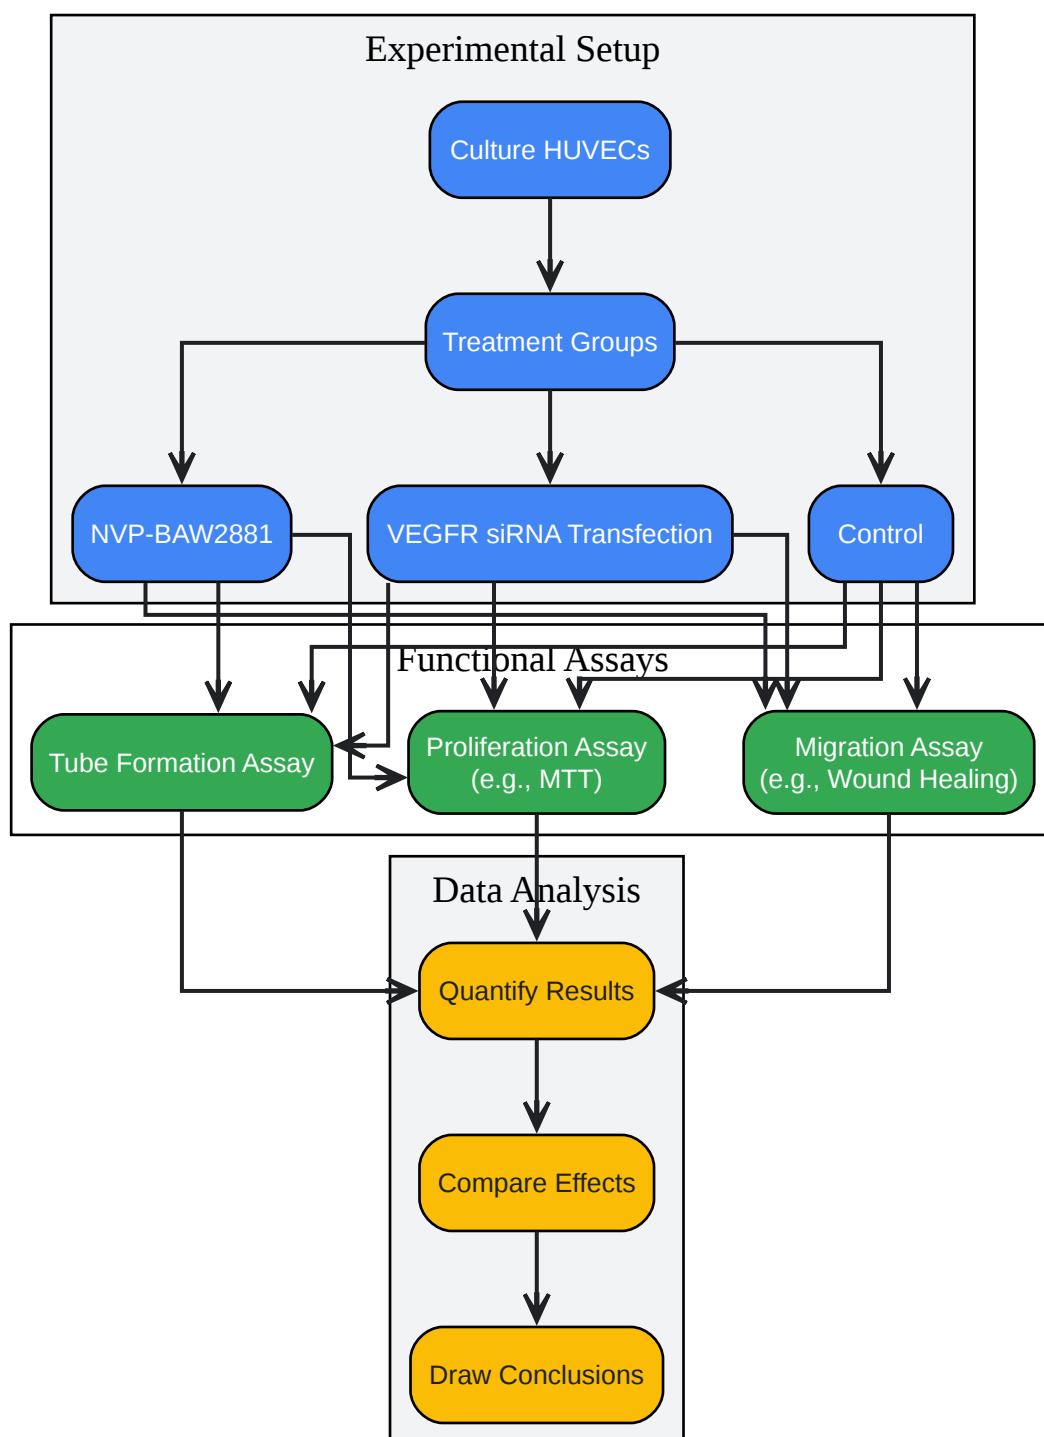 Experimental Setup
Culture HUVECs
Treatment Groups
NVP-BAW2881
VEGFR siRNA Transfection
Control
Functional Assays
Tube Formation Assay
Proliferation Assay
(e.g., MTT)
Migration Assay
(e.g., Wound Healing)
Data Analysis
Quantify Results
Compare Effects
Draw Conclusions